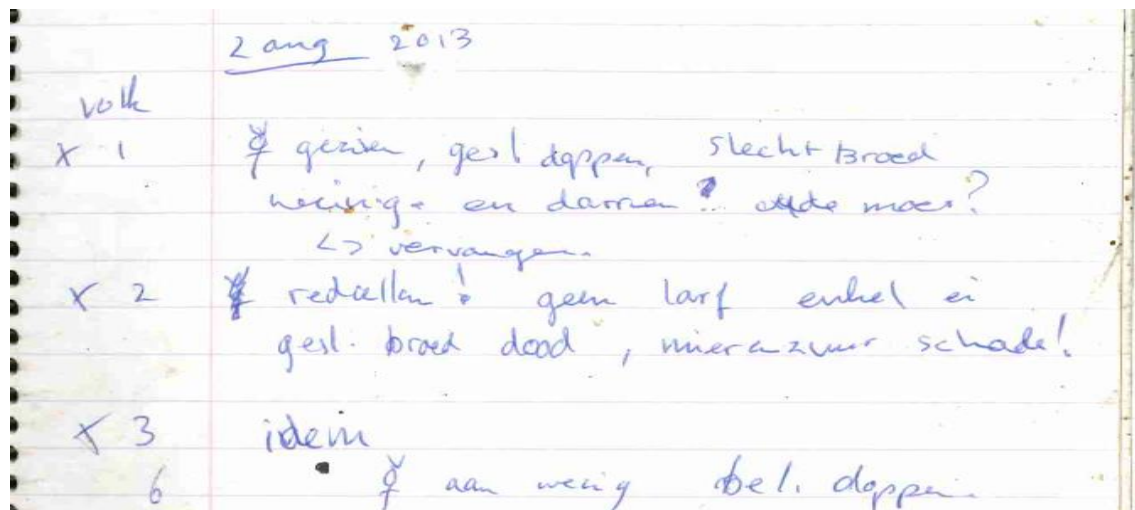 2 aug 2013
volk
x 1 gezien, gesl doppen, slecht Broed
weinig en darren? oude moer?
<-> vervangen.
x 2 redcellen! geen larf enkel ei
gesl. broed dood, mierenzuur schade!
x 3 idem
6 aan weinig bel. doppen.